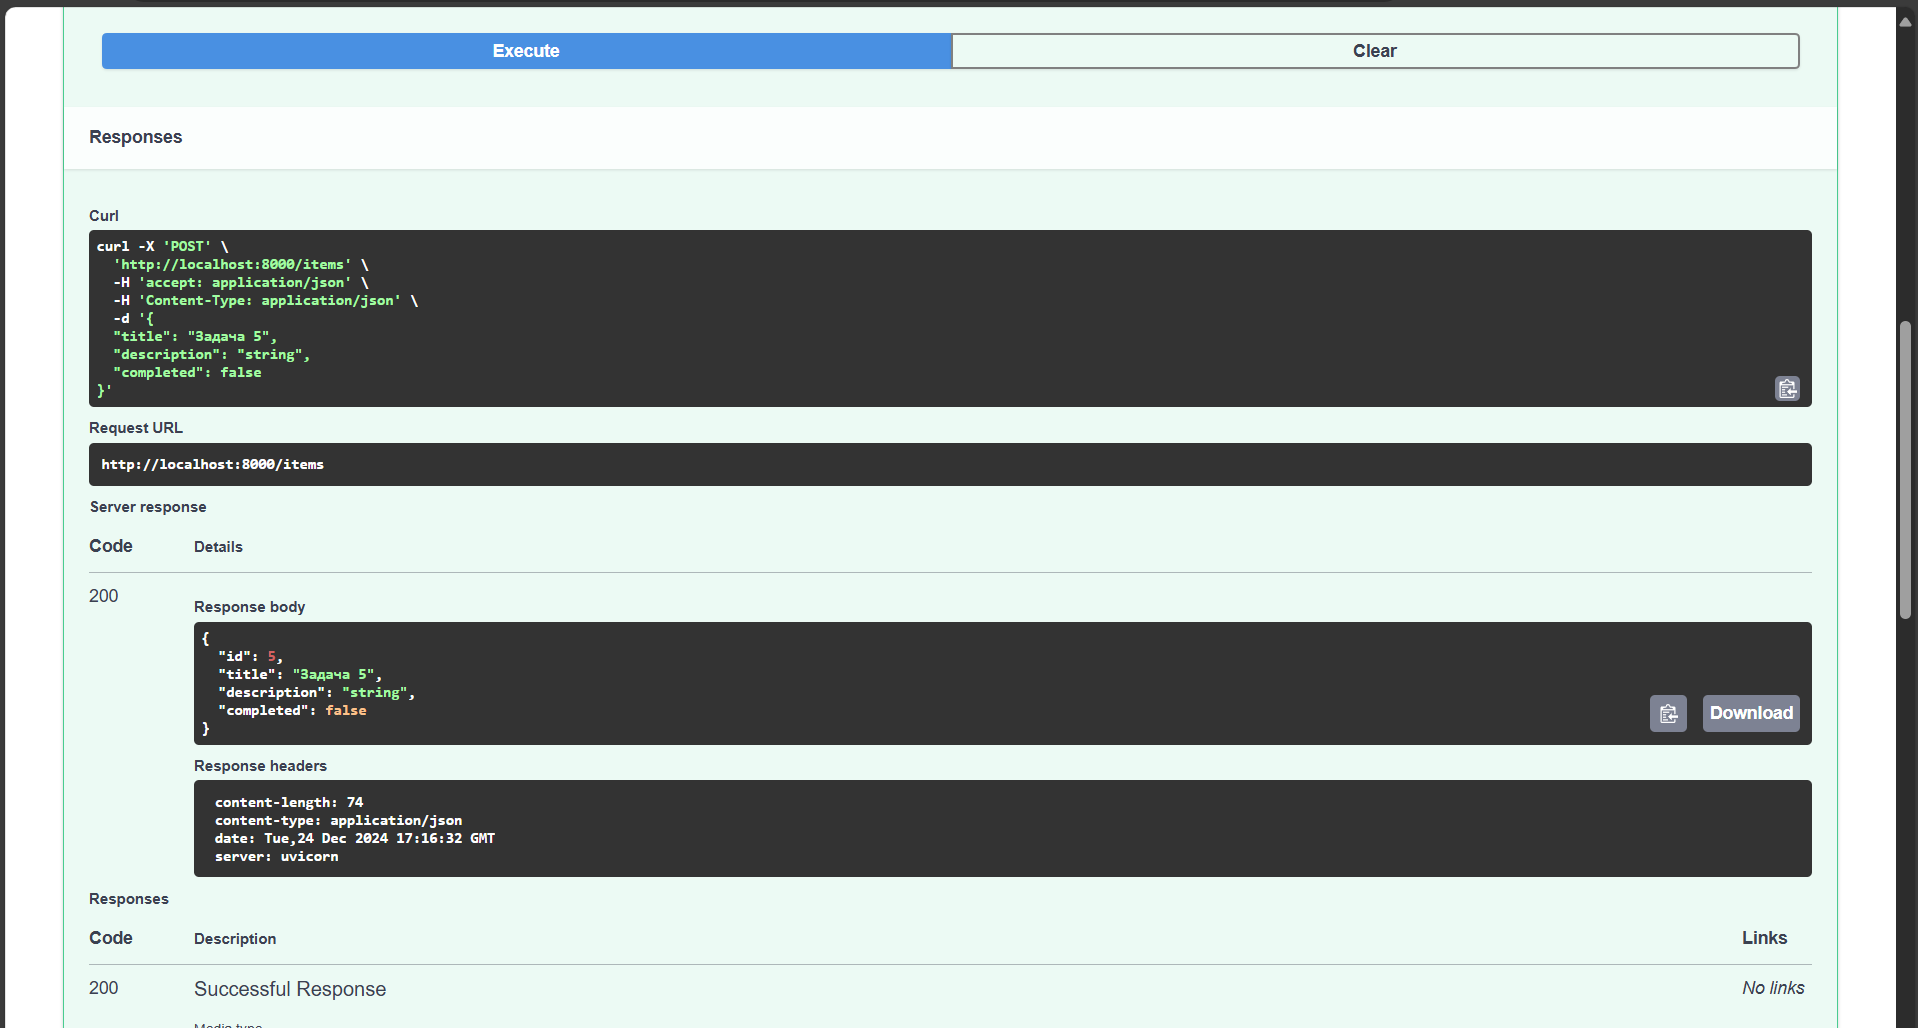 Execute
Clear
Responses
Curl
curl -X 'POST' \
'http://localhost:8000/items' \
-H 'accept: application/json' \
-H 'Content-Type: application/json' \
-d '{
"title": "Задача 5",
"description": "string",
"completed": false
}'
Request URL
http://localhost:8000/items
Server response
Code Details
200
Response body
{
"id": 5,
"title": "Задача 5",
"description": "string",
"completed": false
}
Download
Response headers
content-length: 74
content-type: application/json
date: Tue,24 Dec 2024 17:16:32 GMT
server: uvicorn
Responses
Code Description Links
200 Successful Response No links
Media type